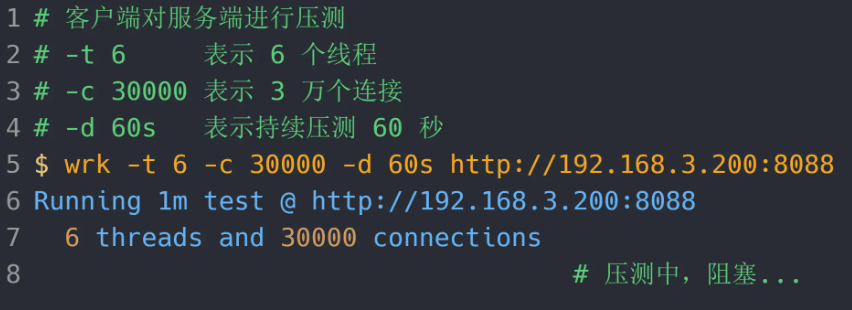 1 # 客户端对服务端进行压测
2 # -t 6     表示 6 个线程
3 # -c 30000 表示 3 万个连接
4 # -d 60s   表示持续压测 60 秒
5 $ wrk -t 6 -c 30000 -d 60s http://192.168.3.200:8088
6 Running 1m test @ http://192.168.3.200:8088
7   6 threads and 30000 connections
8                                   # 压测中，阻塞...